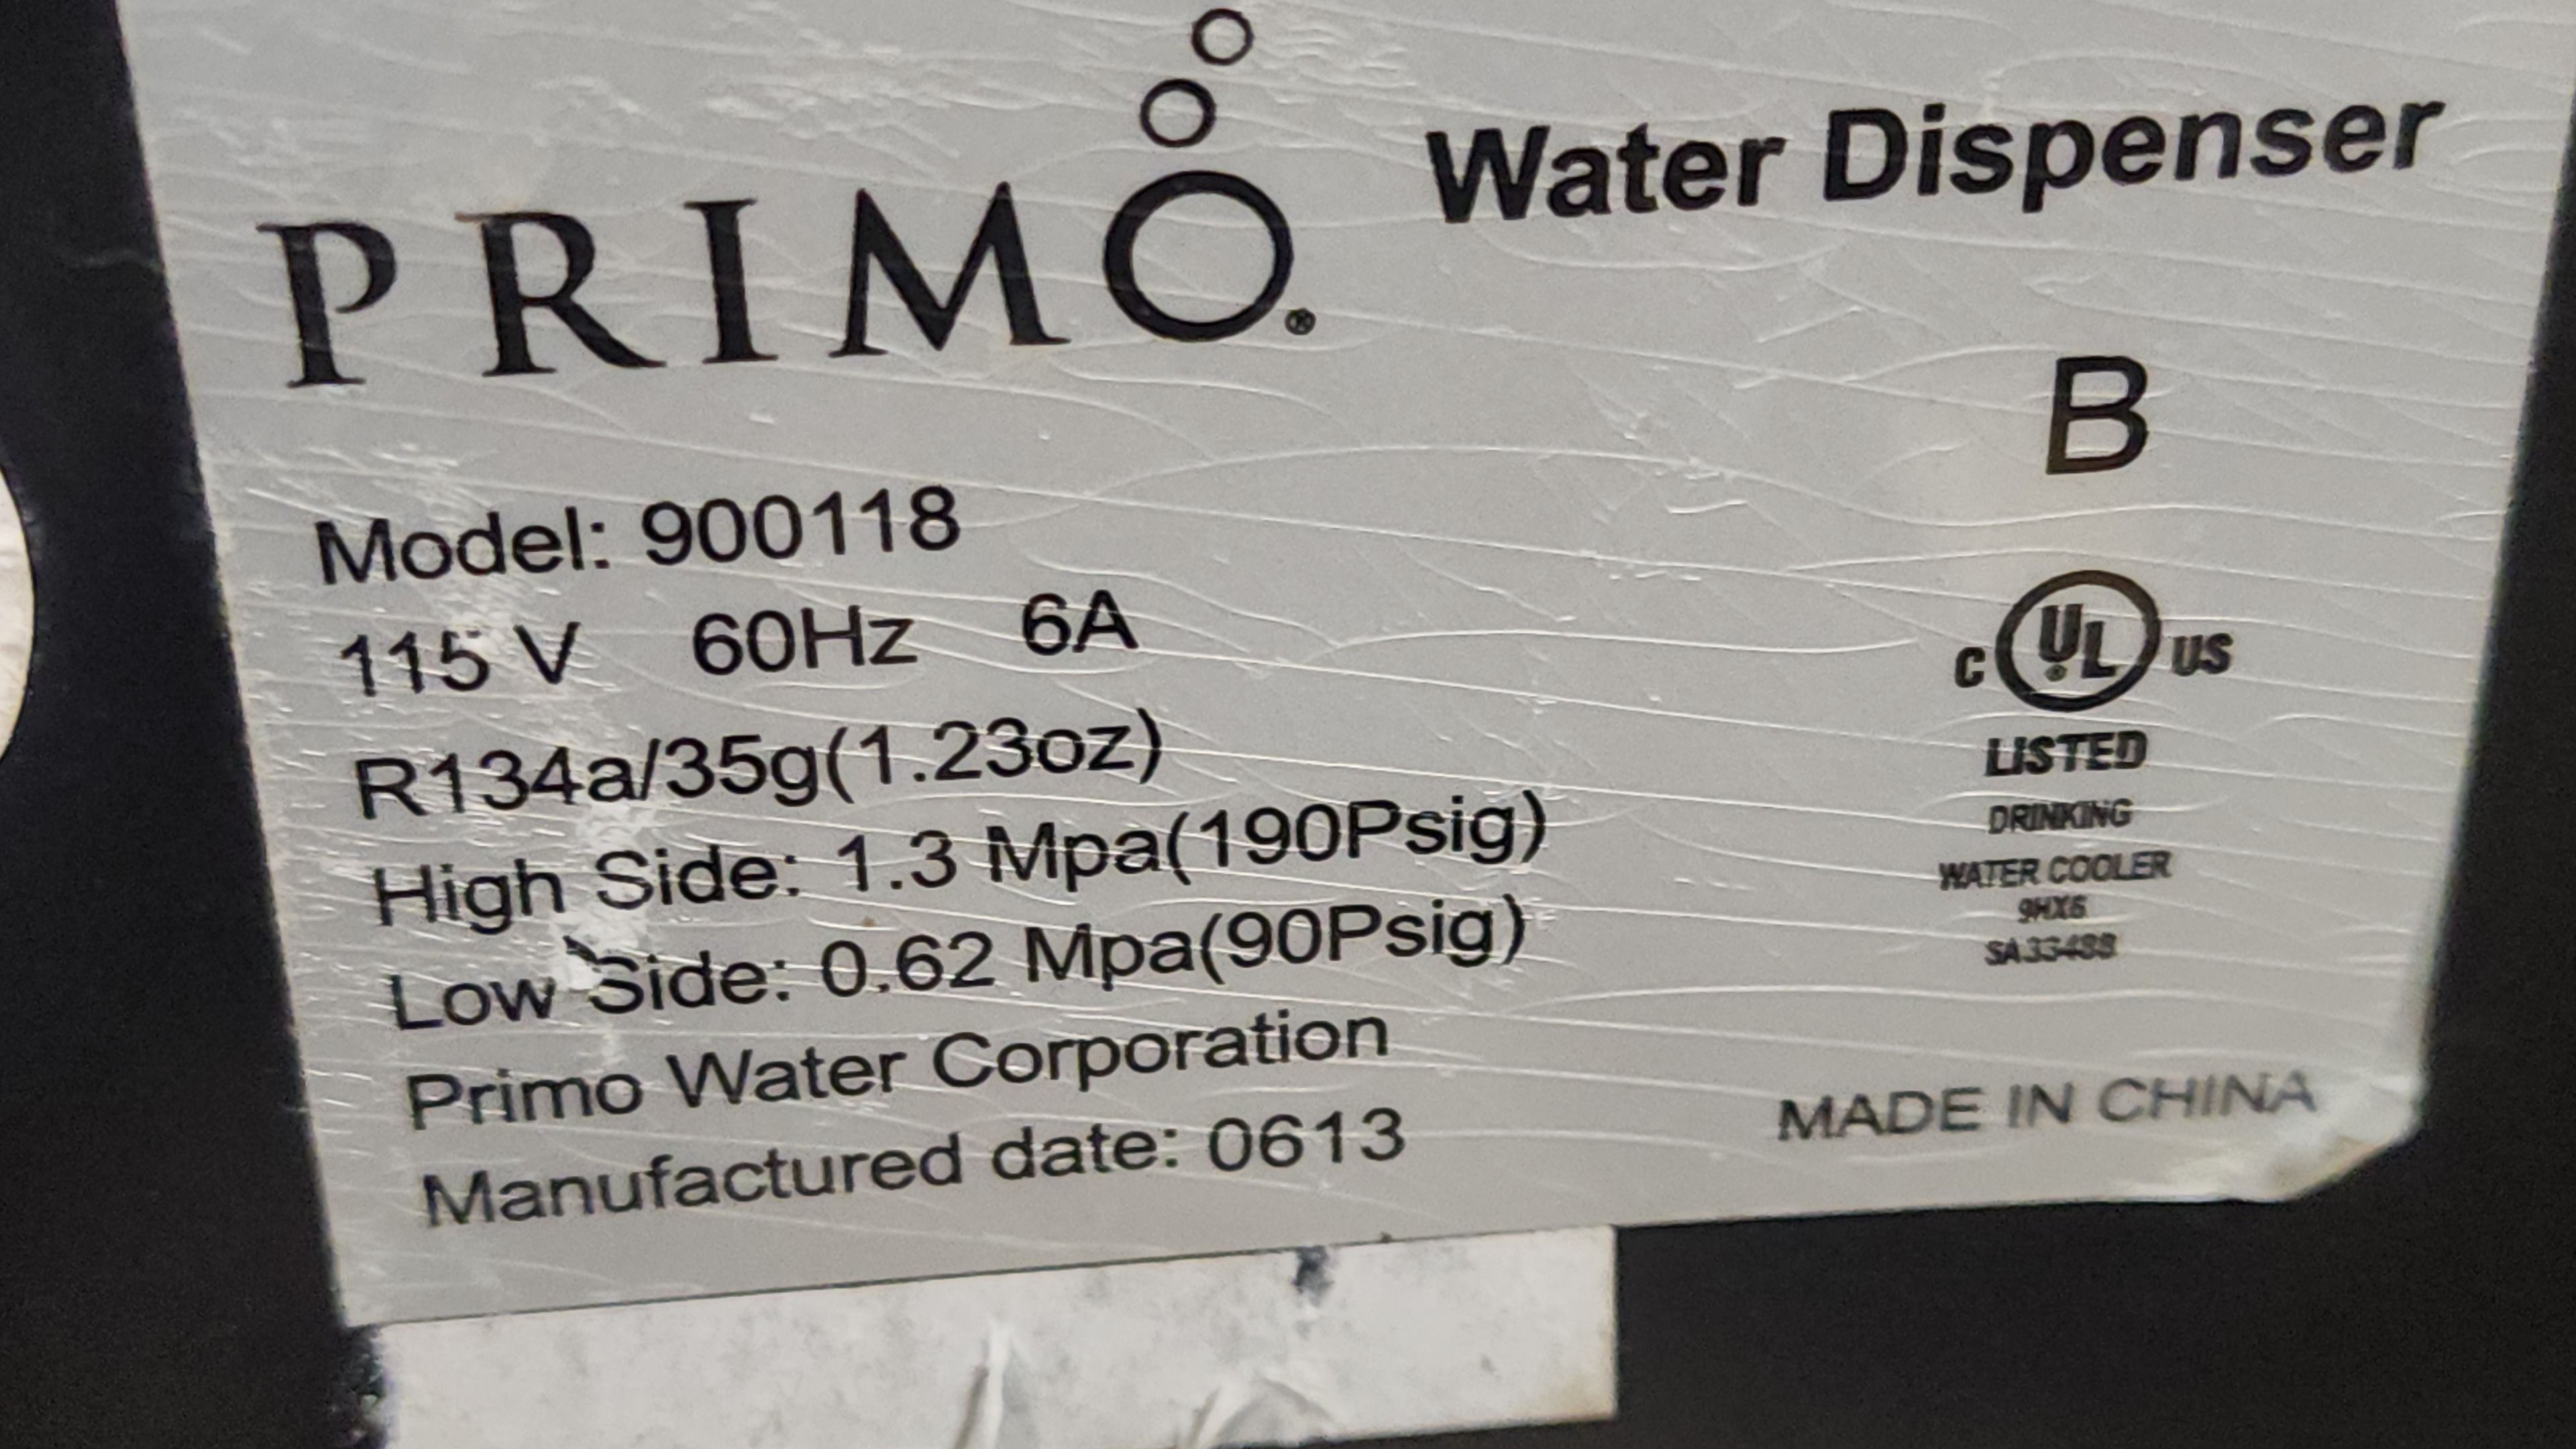 PRIMO® Water Dispenser
B
Model: 900118
115 V 60Hz 6A
R134a/35g(1.23oz)
High Side: 1.3 Mpa(190Psig)
Low Side: 0.62 Mpa(90Psig)
Primo Water Corporation
Manufactured date: 0613
C UL US
LISTED
DRINKING
WATER COOLER
9HX6
SA33488
MADE IN CHINA